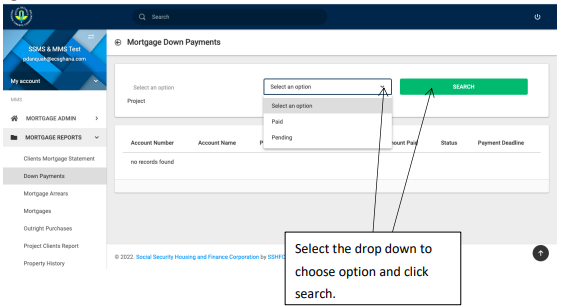 Search
SSMS & MMS Test
pdanquah@ecsghana.com
My account
MMS
MORTGAGE ADMIN
MORTGAGE REPORTS
Clients Mortgage Statement
Down Payments
Mortgage Arrears
Mortgages
Outright Purchases
Project Clients Report
Property History
Mortgage Down Payments
Select an option
Project
Select an option
SEARCH
Select an option
Paid
Pending
Account Number Account Name Amount Paid Status Payment Deadline
no records found
© 2022. Social Security Housing and Finance Corporation by SSHFC
Select the drop down to
choose option and click
search.